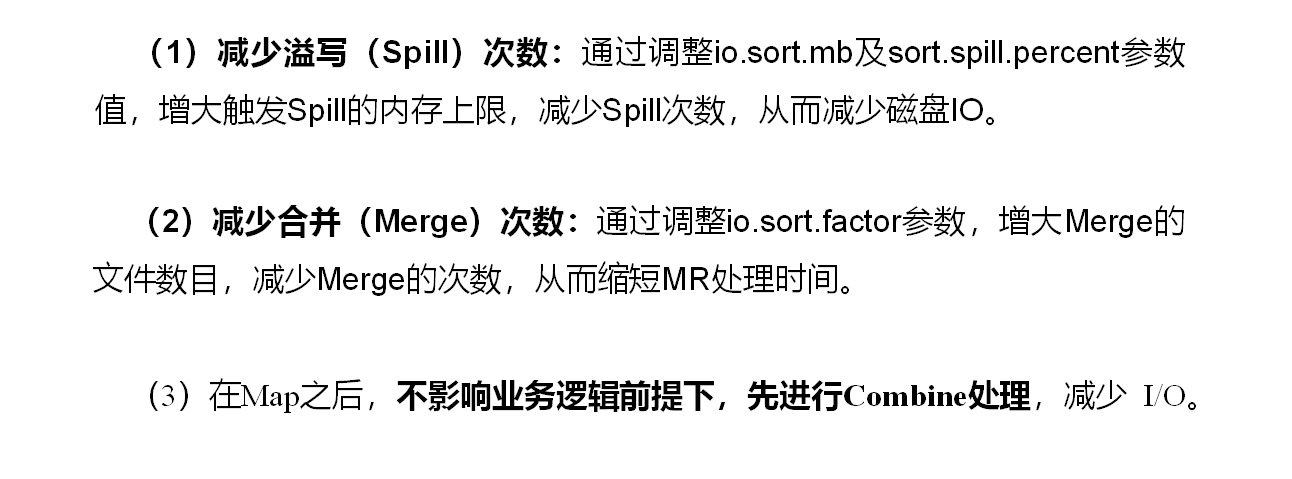 （1）减少溢写（Spill）次数：通过调整io.sort.mb及sort.spill.percent参数
值，增大触发Spill的内存上限，减少Spill次数，从而减少磁盘IO。
（2）减少合并（Merge）次数：通过调整io.sort.factor参数，增大Merge的
文件数目，减少Merge的次数，从而缩短MR处理时间。
（3）在Map之后，不影响业务逻辑前提下，先进行Combine处理，减少 I/O。